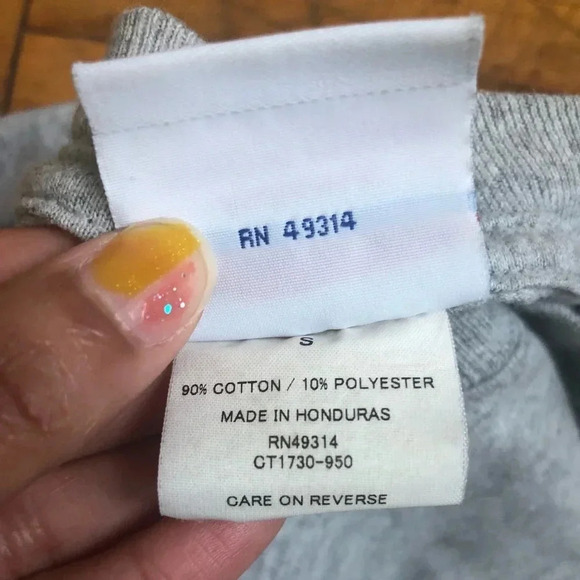 RN 49314
S
90% COTTON / 10% POLYESTER
MADE IN HONDURAS
RN49314
CT1730-950
CARE ON REVERSE